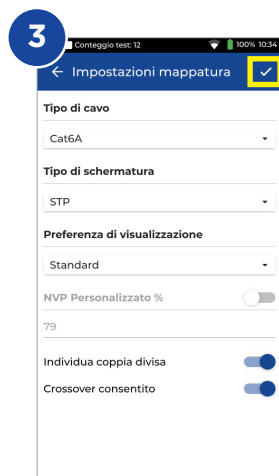 3
Conteggio test: 12 100% 10:34
Impostazioni mappatura
Tipo di cavo
Cat6A
Tipo di schermatura
STP
Preferenza di visualizzazione
Standard
NVP Personalizzato %
79
Individua coppia divisa
Crossover consentito